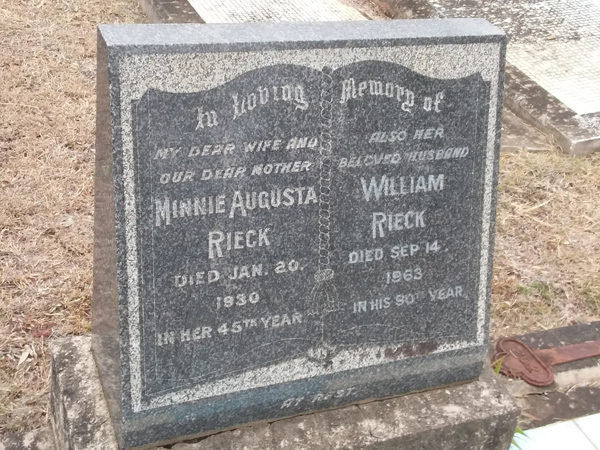 In Loving Memory of
MY DEAR WIFE AND
OUR DEAR MOTHER
MINNIE AUGUSTA
RIECK
DIED JAN. 20.
1930
IN HER 45TH YEAR
ALSO HER
BELOVED HUSBAND
WILLIAM
RIECK
DIED SEP 14.
1963
IN HIS 90TH YEAR.
AT REST